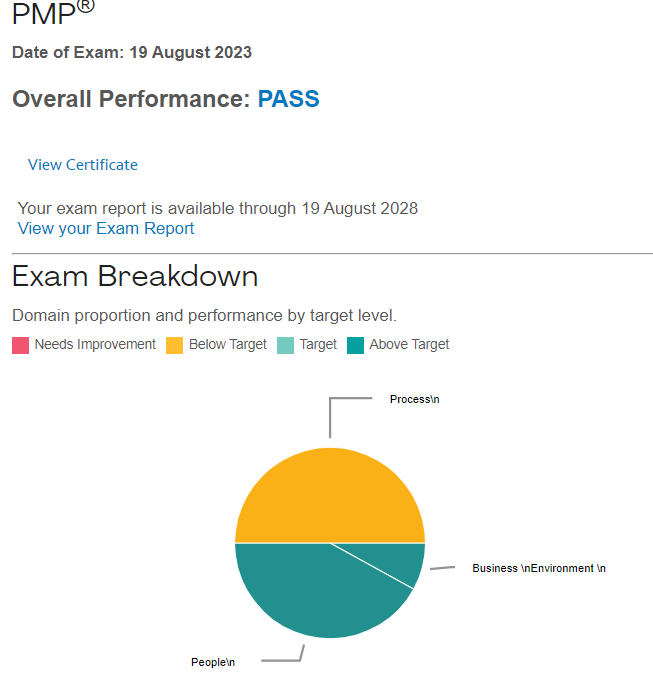 PMP®
Date of Exam: 19 August 2023
Overall Performance: PASS
View Certificate
Your exam report is available through 19 August 2028
View your Exam Report
Exam Breakdown
Domain proportion and performance by target level.
Needs Improvement Below Target Target Above Target
Process\n
Business \nEnvironment \n
People\n